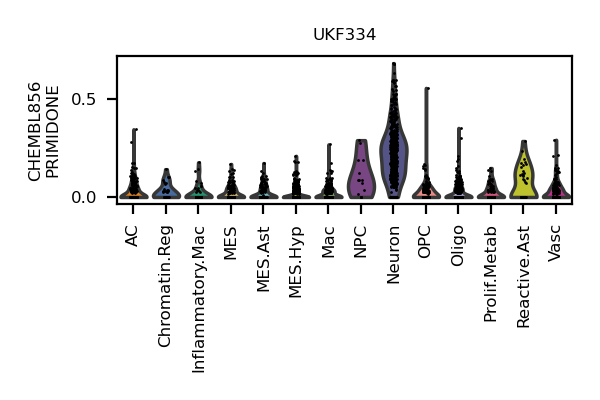 UKF334
CHEMBL856
PRIMIDONE
0.5
0.0
AC
Chromatin.Reg
Inflammatory.Mac
MES
MES.Ast
MES.Hyp
Mac
NPC
Neuron
OPC
Oligo
Prolif.Metab
Reactive.Ast
Vasc